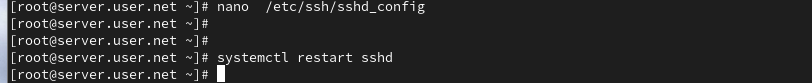 [root@server.user.net ~]# nano  /etc/ssh/sshd_config
[root@server.user.net ~]#
[root@server.user.net ~]#
[root@server.user.net ~]# systemctl restart sshd
[root@server.user.net ~]#